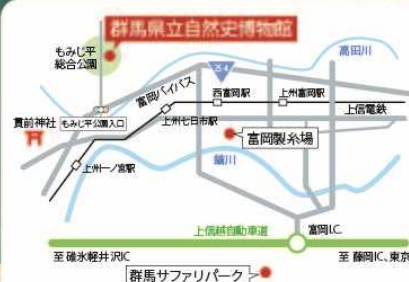 群馬県立自然史博物館
もみじ平
総合公園
高田川
254
富岡バイパス
西富岡駅
上州富岡駅
上信電鉄
貫前神社
もみじ平公園入口
上州七日市駅
富岡製糸場
上州一ノ宮駅
鏑川
上信越自動車道
富岡I.C.
至 碓氷軽井沢IC
至 藤岡IC、東京
群馬サファリパーク